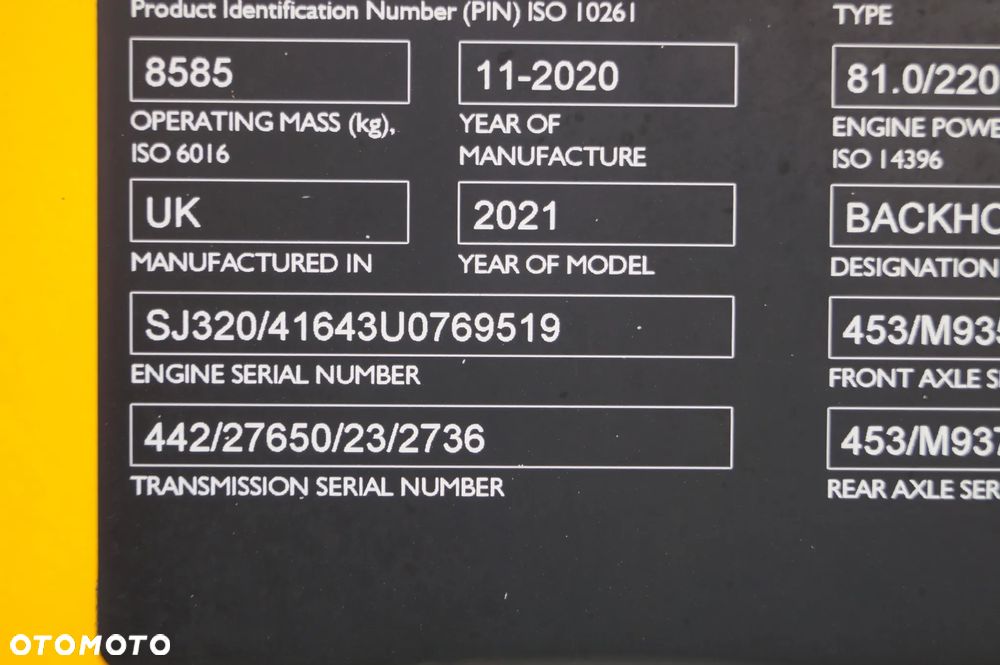 Product Identification Number (PIN) ISO 10261
TYPE
8585
11-2020
81.0/220
OPERATING MASS (kg),
ISO 6016
YEAR OF
MANUFACTURE
ENGINE POWE
ISO 14396
UK
2021
BACKHO
MANUFACTURED IN
YEAR OF MODEL
DESIGNATION
SJ320/41643U0769519
453/M935
ENGINE SERIAL NUMBER
FRONT AXLE S
442/27650/23/2736
453/M937
TRANSMISSION SERIAL NUMBER
REAR AXLE SER
OTOMOTO